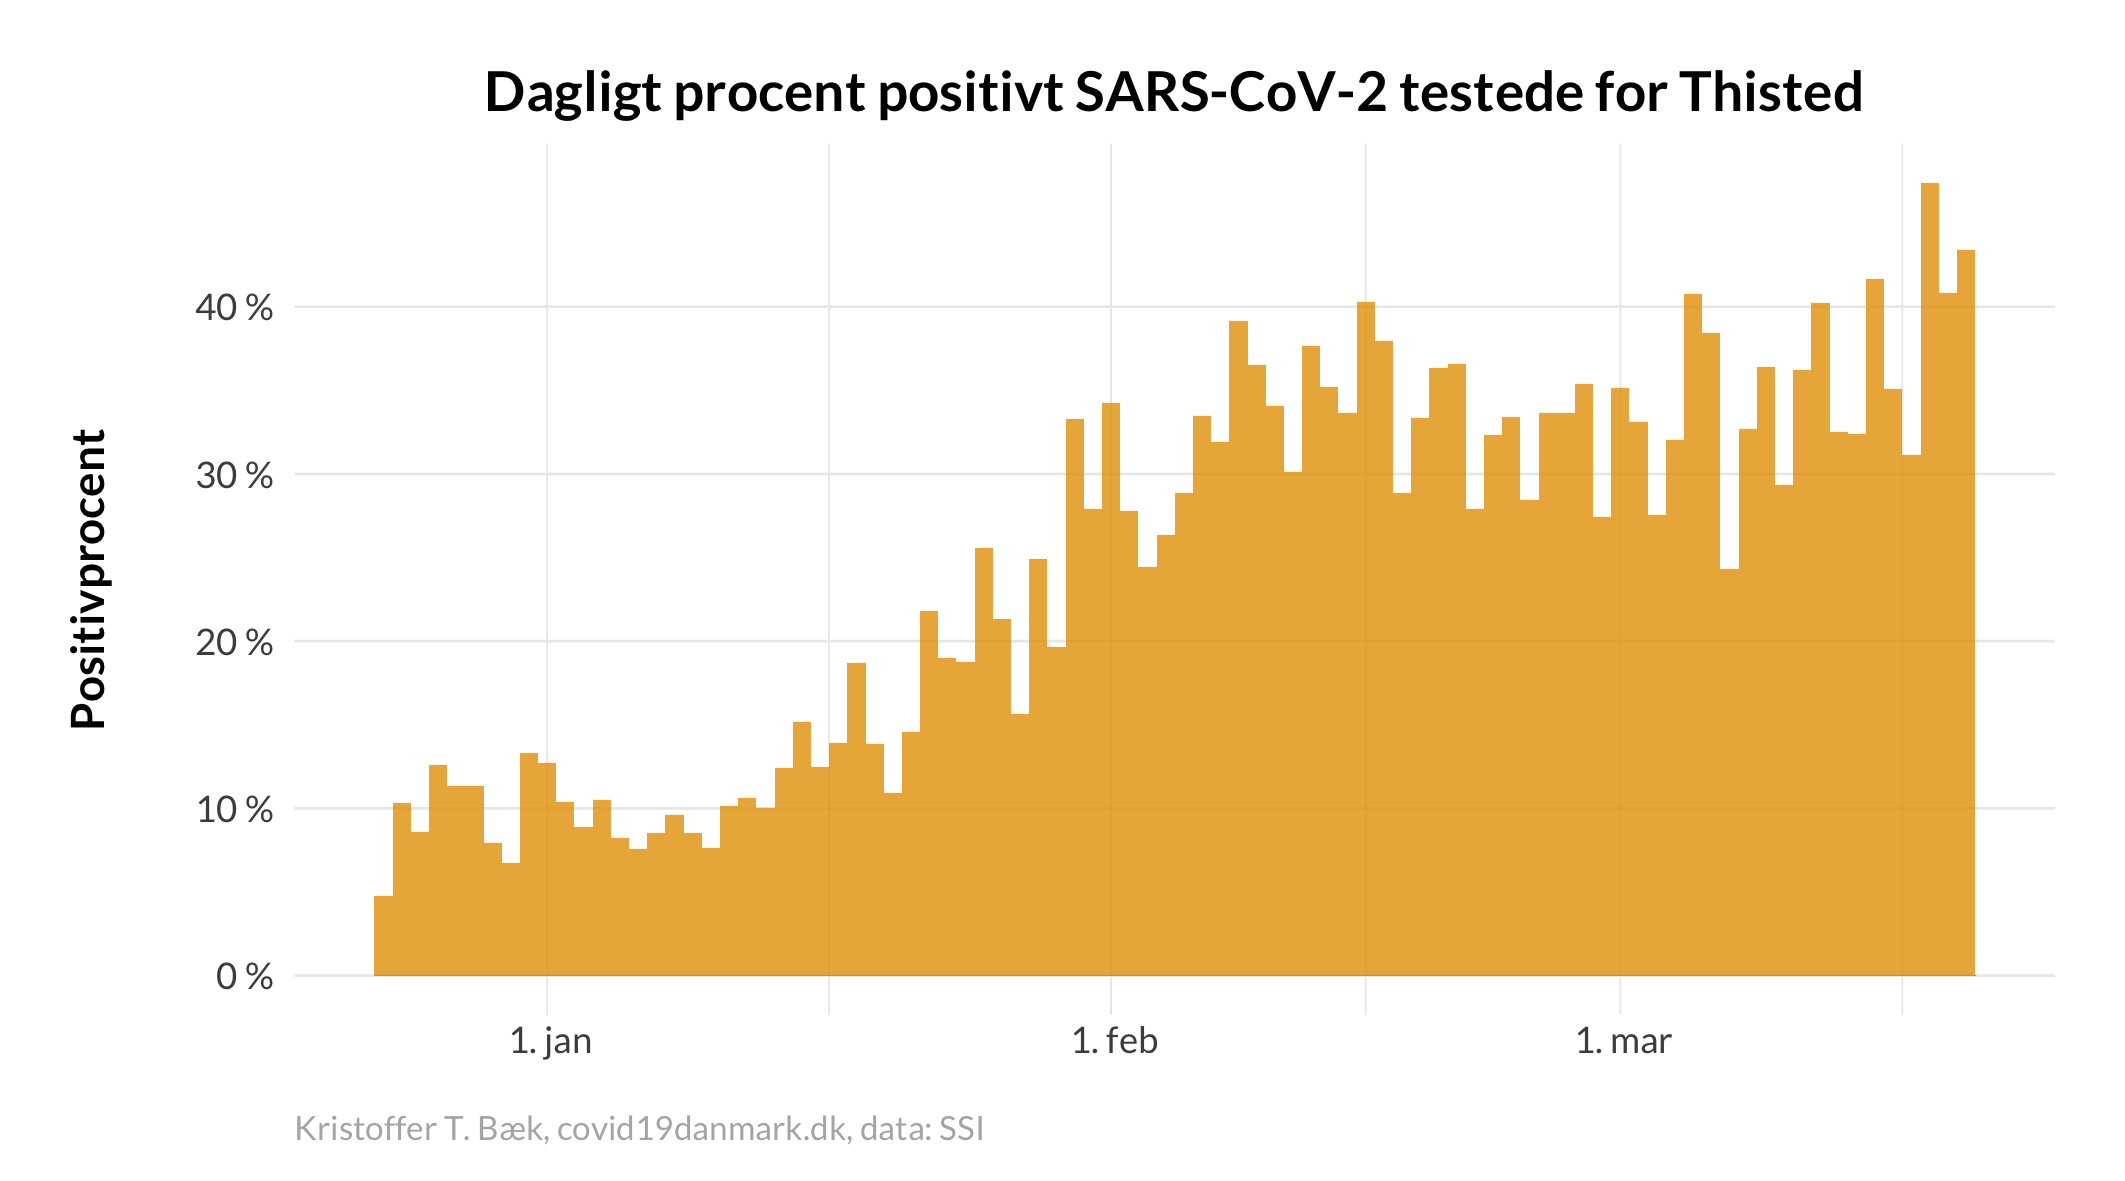 Dagligt procent positivt SARS-CoV-2 testede for Thisted
Positivprocent
40 %
30 %
20 %
10 %
0 %
1. jan
1. feb
1. mar
Kristoffer T. Bæk, covid19danmark.dk, data: SSI